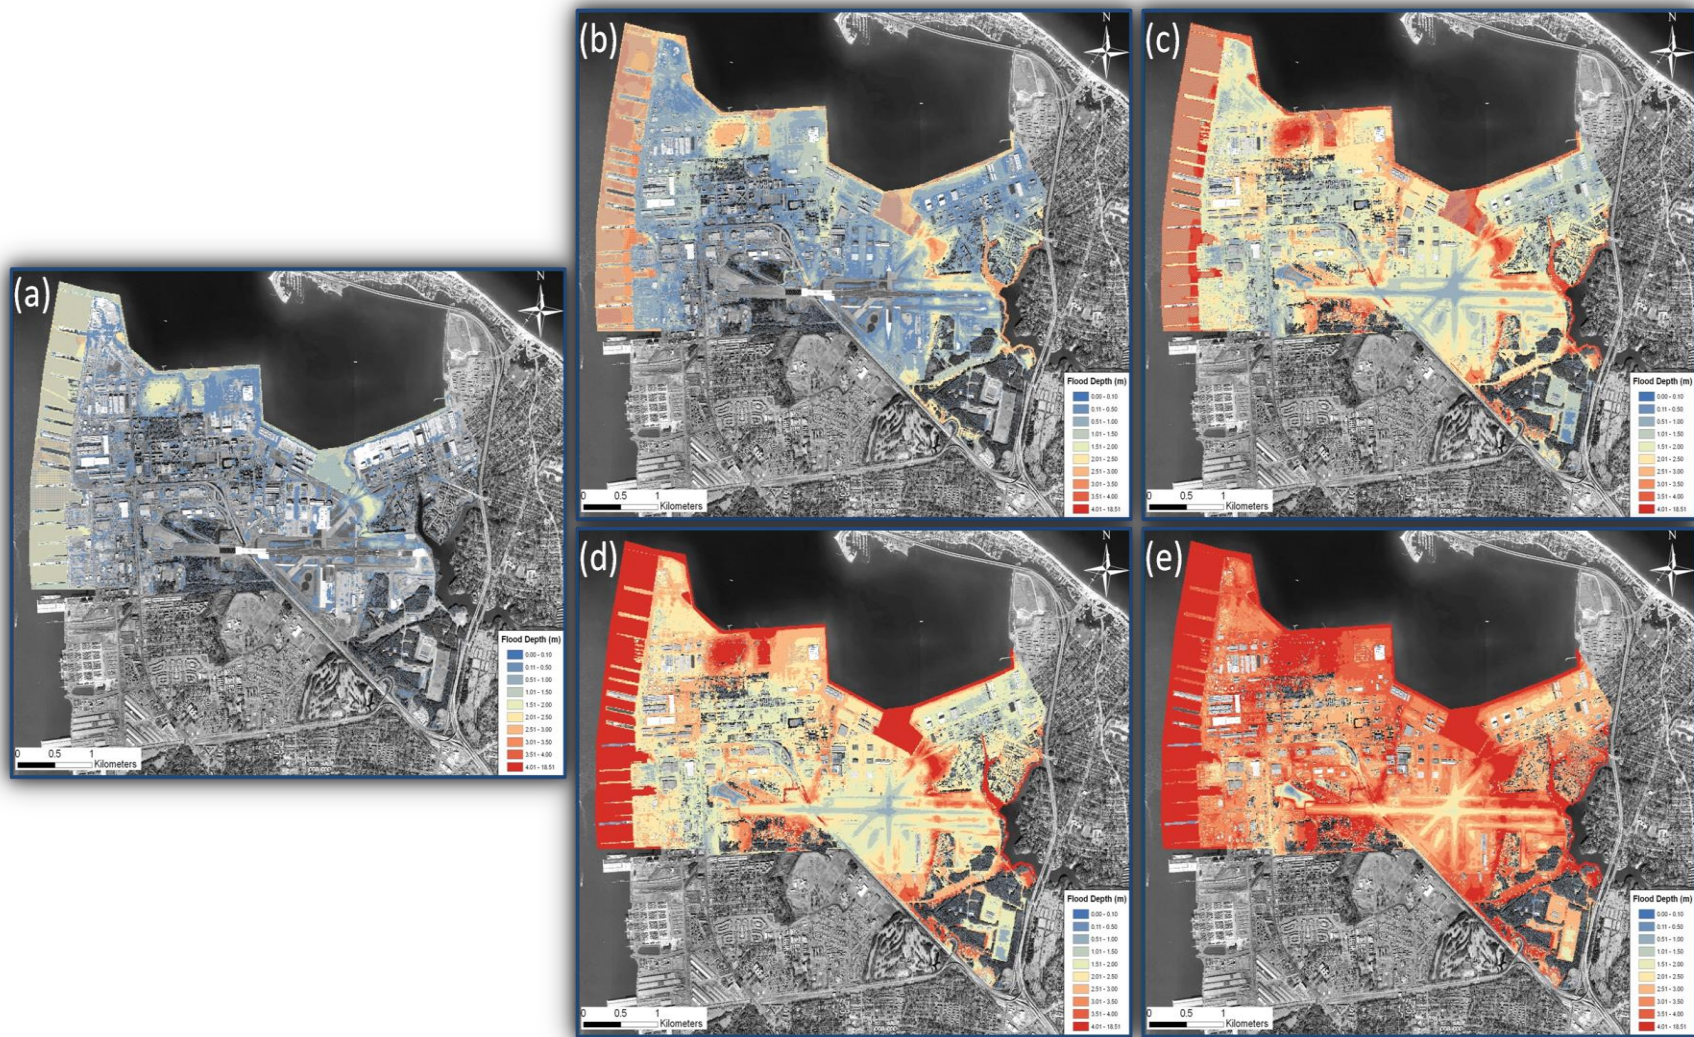 (a)
N
Flood Depth (m)
0.00 - 0.10
0.11 - 0.50
0.51 - 1.00
1.01 - 1.50
1.51 - 2.00
2.01 - 2.50
2.51 - 3.00
3.01 - 3.50
3.51 - 4.00
4.01 - 18.51
0 0.5 1
Kilometers
(b)
N
Flood Depth (m)
0.00 - 0.10
0.11 - 0.50
0.51 - 1.00
1.01 - 1.50
1.51 - 2.00
2.01 - 2.50
2.51 - 3.00
3.01 - 3.50
3.51 - 4.00
4.01 - 18.51
0 0.5 1
Kilometers
(c)
N
Flood Depth (m)
0.00 - 0.10
0.11 - 0.50
0.51 - 1.00
1.01 - 1.50
1.51 - 2.00
2.01 - 2.50
2.51 - 3.00
3.01 - 3.50
3.51 - 4.00
4.01 - 18.51
0 0.5 1
Kilometers
(d)
N
Flood Depth (m)
0.00 - 0.10
0.11 - 0.50
0.51 - 1.00
1.01 - 1.50
1.51 - 2.00
2.01 - 2.50
2.51 - 3.00
3.01 - 3.50
3.51 - 4.00
4.01 - 18.51
0 0.5 1
Kilometers
(e)
N
Flood Depth (m)
0.00 - 0.10
0.11 - 0.50
0.51 - 1.00
1.01 - 1.50
1.51 - 2.00
2.01 - 2.50
2.51 - 3.00
3.01 - 3.50
3.51 - 4.00
4.01 - 18.51
0 0.5 1
Kilometers